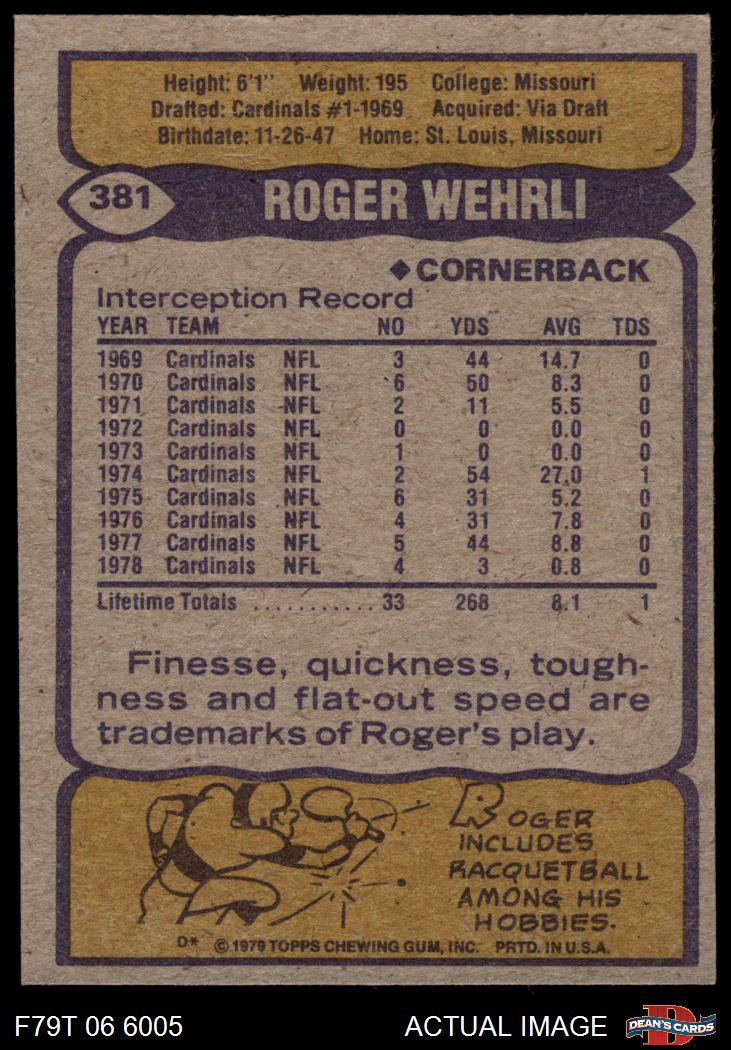 Height: 6'1" Weight: 195 College: Missouri
Drafted: Cardinals #1-1969 Acquired: Via Draft
Birthdate: 11-26-47 Home: St. Louis, Missouri
381 ROGER WEHRLI
◆CORNERBACK
Interception Record
YEAR TEAM NO YDS AVG TDS
1969 Cardinals NFL 3 44 14.7 0
1970 Cardinals NFL 6 50 8.3 0
1971 Cardinals NFL 2 11 5.5 0
1972 Cardinals NFL 0 0 0.0 0
1973 Cardinals NFL 1 0 0.0 0
1974 Cardinals NFL 2 54 27.0 1
1975 Cardinals NFL 6 31 5.2 0
1976 Cardinals NFL 4 31 7.8 0
1977 Cardinals NFL 5 44 8.8 0
1978 Cardinals NFL 4 3 0.8 0
Lifetime Totals ........... 33 268 8.1 1
Finesse, quickness, tough-
ness and flat-out speed are
trademarks of Roger's play.
ROGER
INCLUDES
RACQUETBALL
AMONG HIS
HOBBIES.
D* © 1979 TOPPS CHEWING GUM, INC. PRTD. IN U.S.A.
F79T 06 6005 ACTUAL IMAGE DEAN'S CARDS